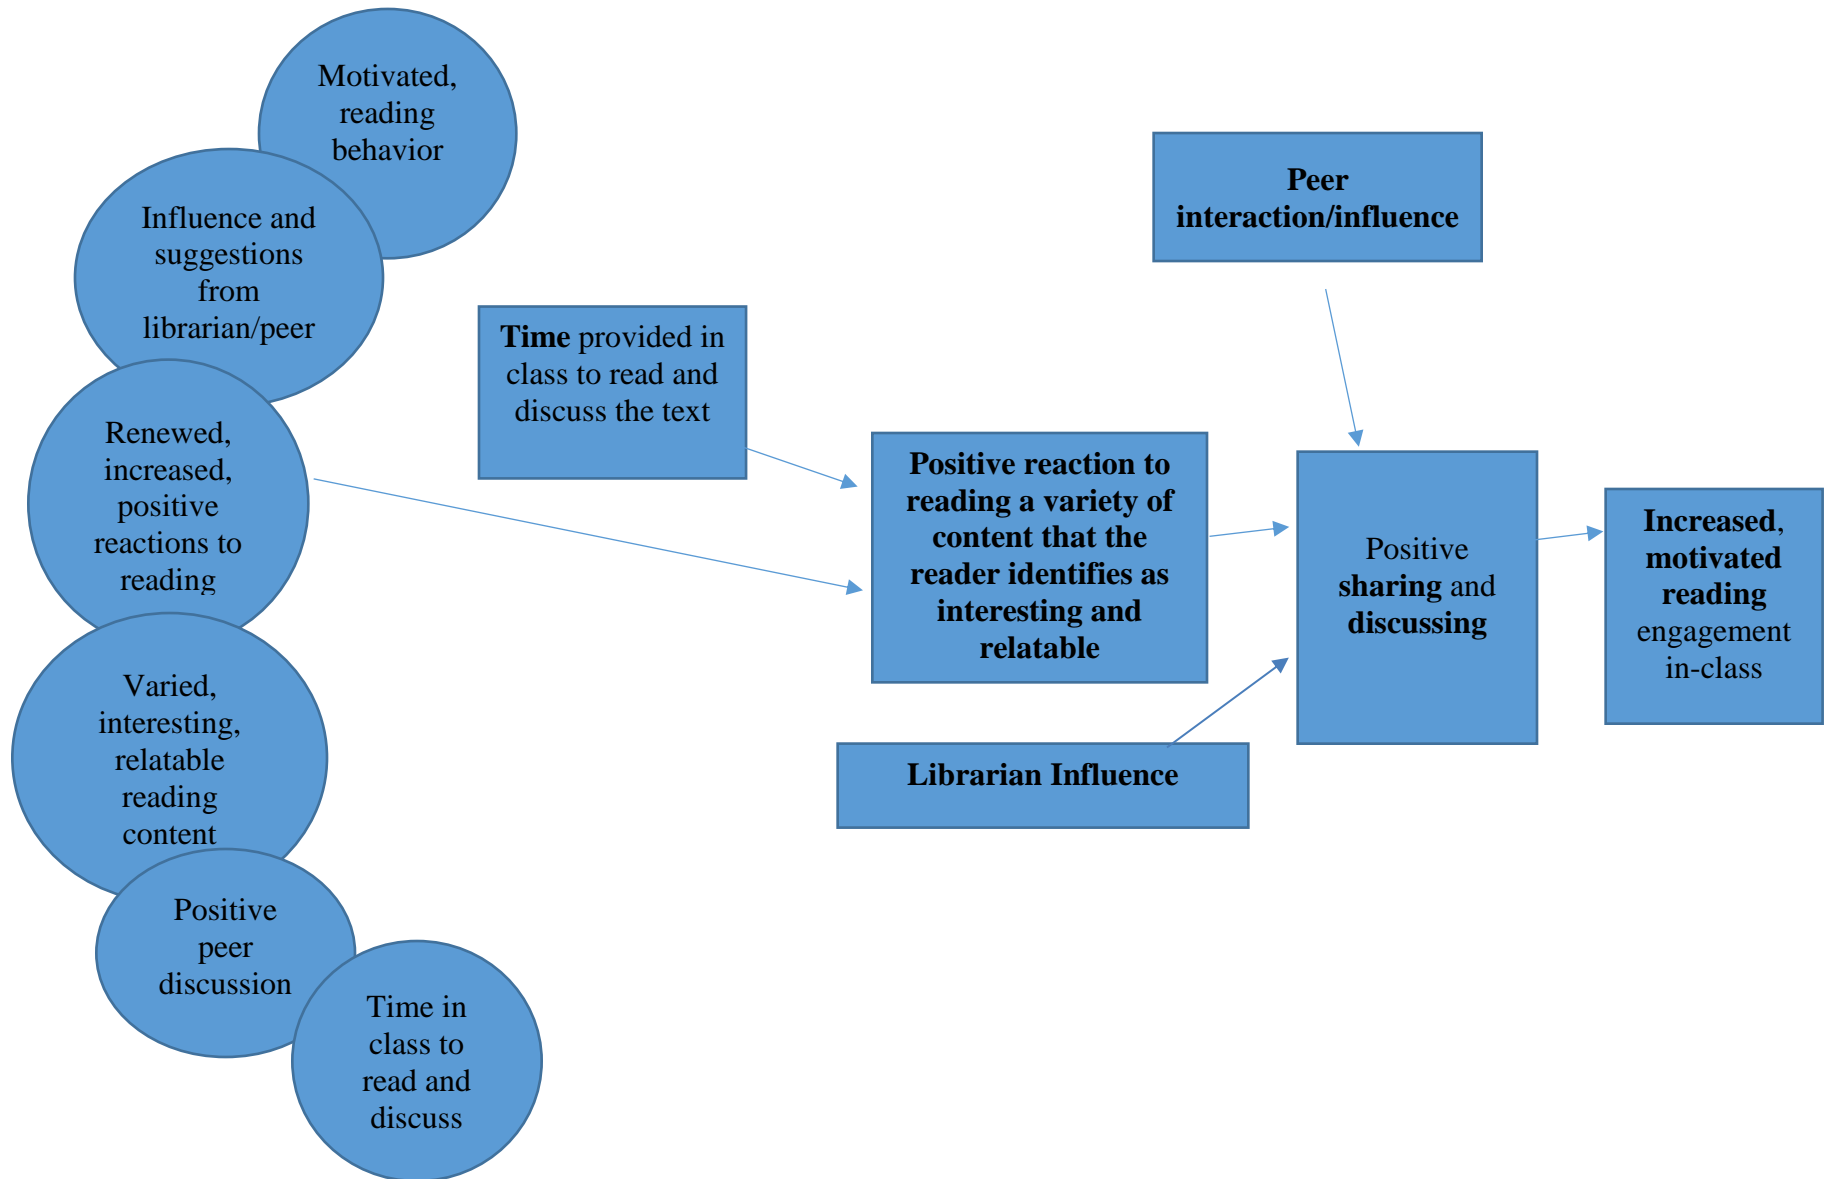 Motivated,
reading
behavior
Influence and
suggestions
from
librarian/peer
Renewed,
increased,
positive
reactions to
reading
Varied,
interesting,
relatable
reading
content
Positive
peer
discussion
Time in
class to
read and
discuss
Time provided in
class to read and
discuss the text
Positive reaction to
reading a variety of
content that the
reader identifies as
interesting and
relatable
Librarian Influence
Peer
interaction/influence
Positive
sharing and
discussing
Increased,
motivated
reading
engagement
in-class